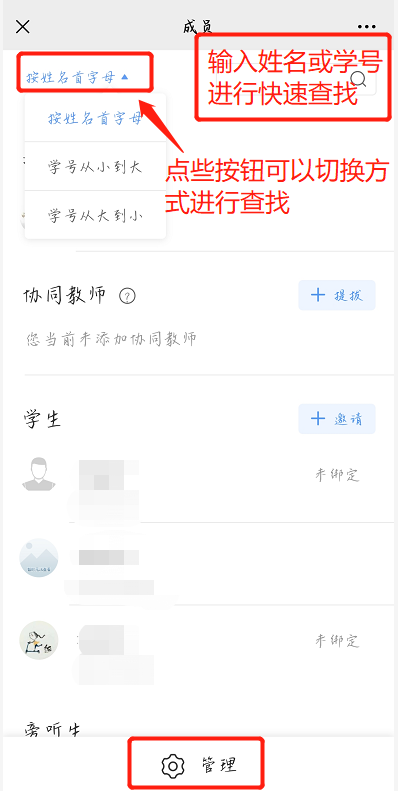 成员
按姓名首字母
输入姓名或学号
进行快速查找
按姓名首字母
学号从小到大
学号从大到小
点些按钮可以切换方
式进行查找
协同教师 ?
+ 提拔
您当前未添加协同教师
学生
+ 邀请
未绑定
未绑定
旁听生
管理